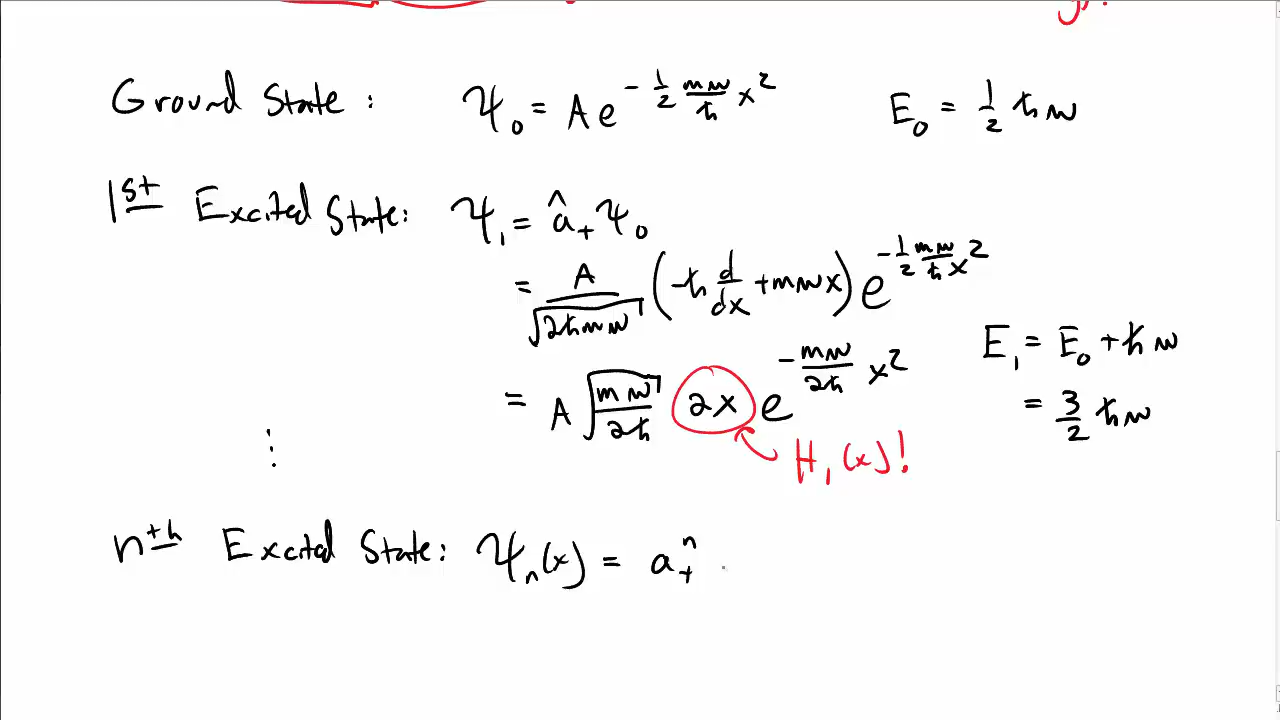 Ground State : Ψ₀ = A e^{-½ (mω/ħ) x²} E₀ = ½ ħω
1st Excited State: Ψ₁ = â₊ Ψ₀
= A/√(2ħmω) (-ħ d/dx + mωx) e^{-½ (mω/ħ) x²}
E₁ = E₀ + ħω
= A √(mω/2ħ) 2x e^{-(mω/2ħ) x²} = 3/2 ħω
H₁(x)!
⋮
nth Excited State: Ψₙ(x) = a₊ⁿ